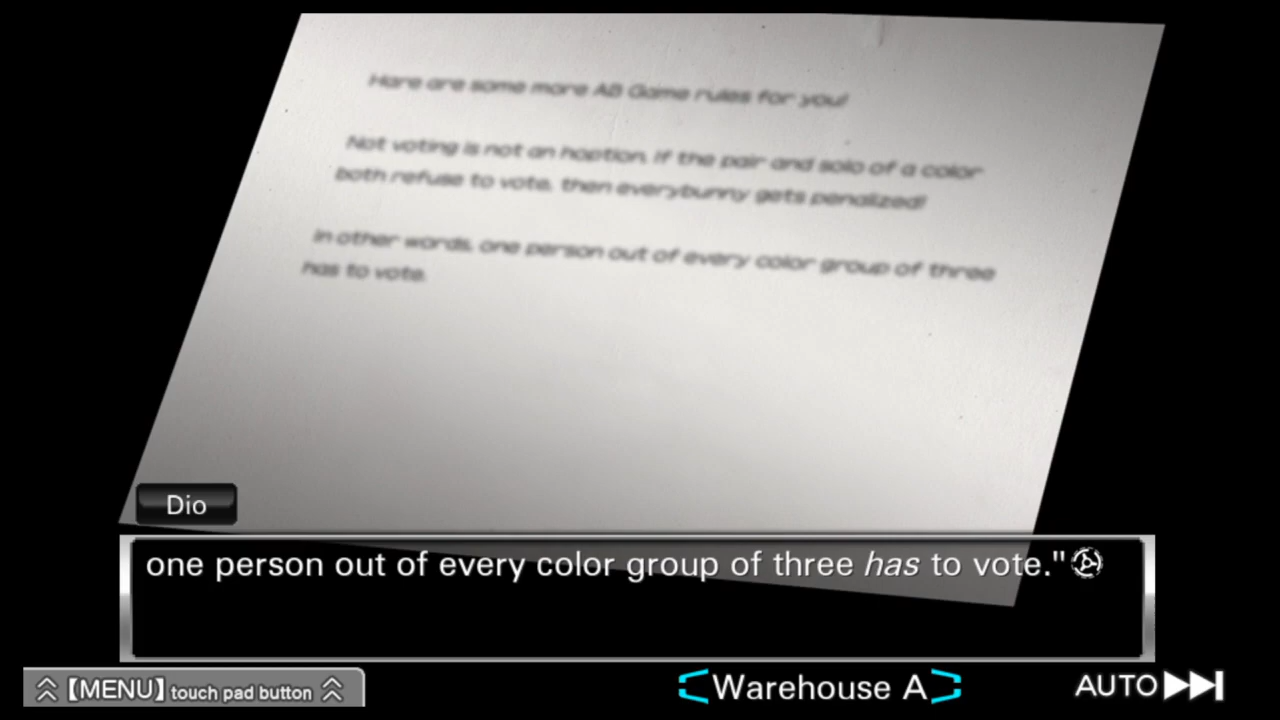 Hare are some more AB Game rules for you!
Not voting is not an hoption. If the pair and solo of a color
both refuse to vote, then everybunny gets penalized!
In other words, one person out of every color group of three
has to vote.
Dio
one person out of every color group of three has to vote."
【MENU】 touch pad button
Warehouse A
AUTO